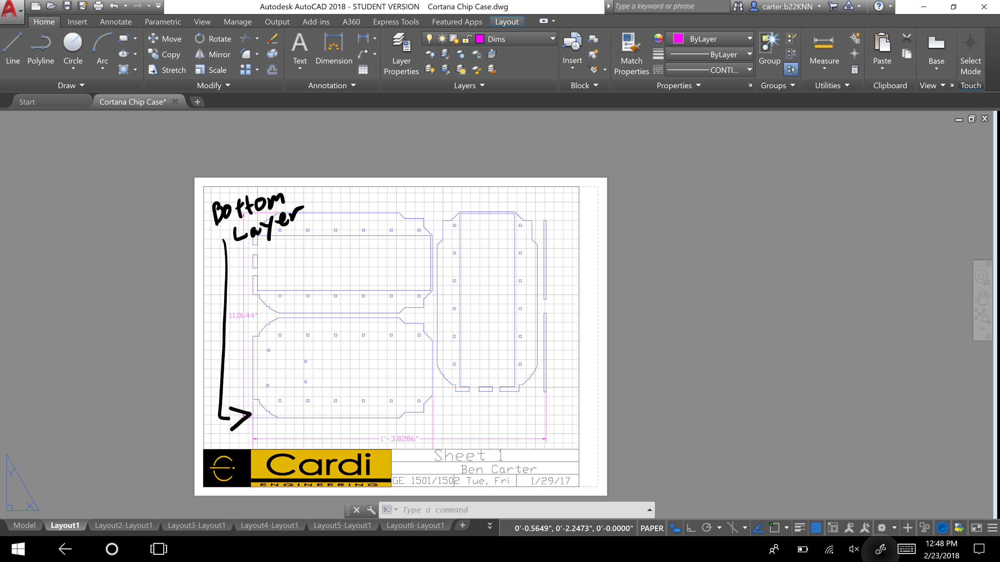 Autodesk AutoCAD 2018 - STUDENT VERSION Cortana Chip Case.dwg
Type a keyword or phrase
carter.b22KNN
Home Insert Annotate Parametric View Manage Output Add-ins A360 Express Tools Featured Apps Layout
Line Polyline Circle Arc
Move Rotate
Copy Mirror
Stretch Scale
Text Dimension
Layer Properties
Dims
Insert
Match Properties
ByLayer
ByLayer
CONTI...
Group
Measure
Paste
Base
Select Mode
Draw Modify Annotation Layers Block Properties Groups Utilities Clipboard View Touch
Start Cortana Chip Case*
2D
Bottom
Layer
11.0644"
1'-3.8286"
Cardi
ENGINEERING
Sheet 1
Ben Carter
GE 1501/1502 Tue, Fri 1/29/17
Y
X
Type a command
Model Layout1 Layout2-Layout1 Layout3-Layout1 Layout4-Layout1 Layout5-Layout1 Layout6-Layout1
0'-0.5649", 0'-2.2473", 0'-0.0000" PAPER
12:48 PM
2/23/2018